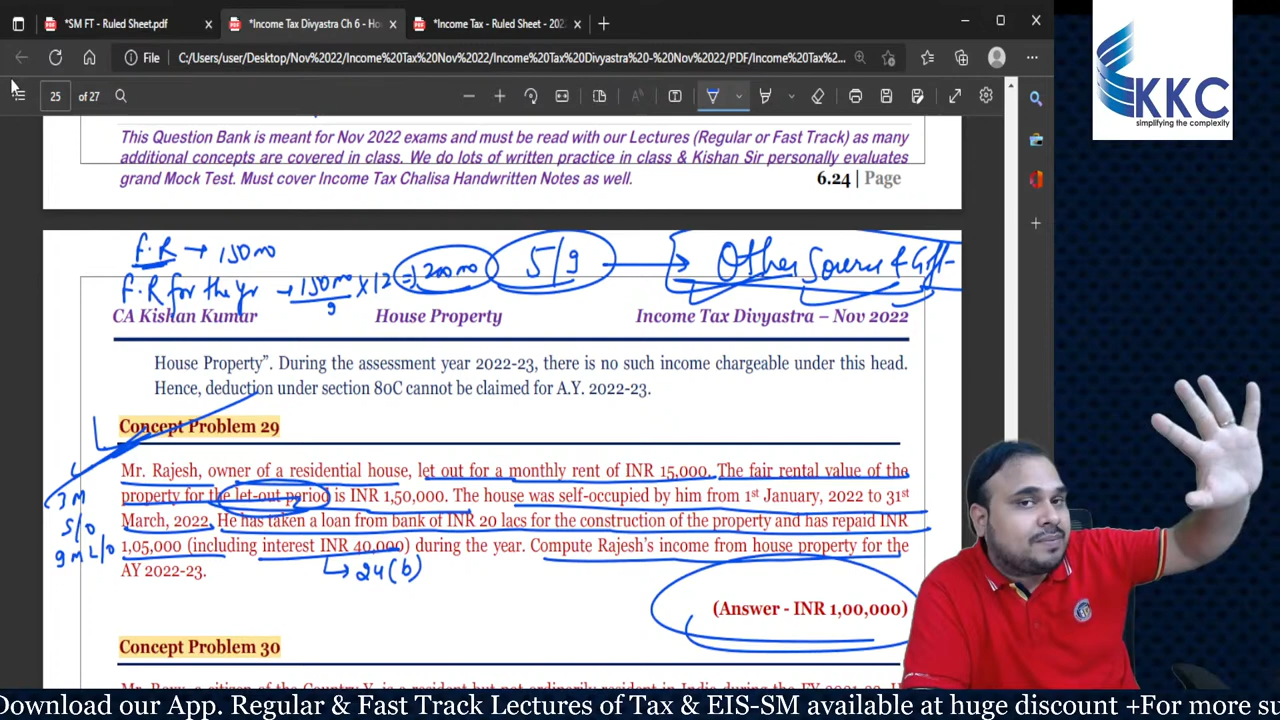 *SM FT - Ruled Sheet.pdf
*Income Tax Divyastra Ch 6 - Ho
*Income Tax - Ruled Sheet - 202
KKC
simplifying the complexity
File
C:/Users/user/Desktop/Nov%2022/Income%20Tax%20Nov%2022/Income%20Tax%20Divyastra%20-%20Nov%2022/PDF/Income%20Tax%2...
25 of 27
This Question Bank is meant for Nov 2022 exams and must be read with our Lectures (Regular or Fast Track) as many
additional concepts are covered in class. We do lots of written practice in class & Kishan Sir personally evaluates
grand Mock Test. Must cover Income Tax Chalisa Handwritten Notes as well.
6.24 | Page
F.R → 150000
5/9 → Other Source & Gift
F.R for the yr → 150000/9 x 12 => 200000
CA Kishan Kumar House Property Income Tax Divyastra – Nov 2022
House Property”. During the assessment year 2022-23, there is no such income chargeable under this head.
Hence, deduction under section 80C cannot be claimed for A.Y. 2022-23.
Concept Problem 29
Mr. Rajesh, owner of a residential house, let out for a monthly rent of INR 15,000. The fair rental value of the
property for the let-out period is INR 1,50,000. The house was self-occupied by him from 1st January, 2022 to 31st
March, 2022. He has taken a loan from bank of INR 20 lacs for the construction of the property and has repaid INR
1,05,000 (including interest INR 40,000) during the year. Compute Rajesh’s income from house property for the
AY 2022-23.
3M
S/O
9M L/O
24(b)
(Answer - INR 1,00,000)
Concept Problem 30
Download our App. Regular & Fast Track Lectures of Tax & EIS-SM available at huge discount +For more su